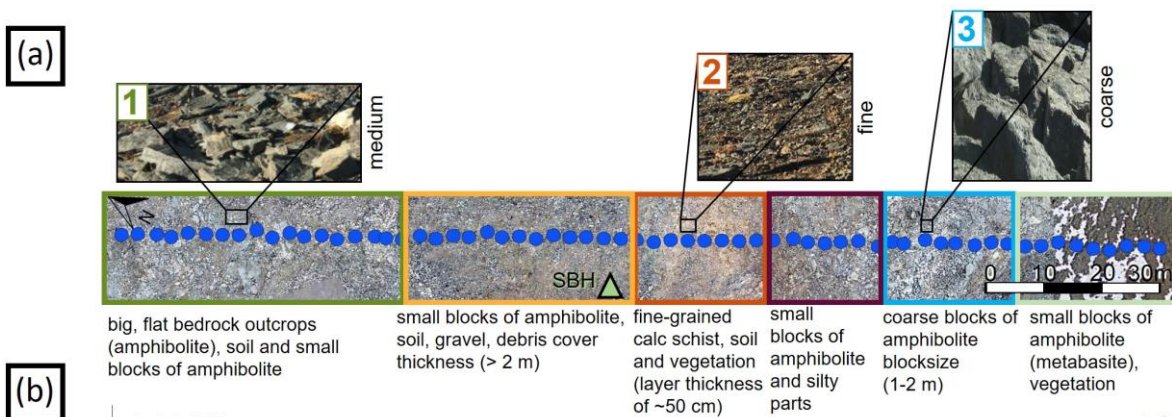 (a)
1
medium
2
fine
3
coarse
N
SBH
0 10 20 30m
big, flat bedrock outcrops
(amphibolite), soil and small
blocks of amphibolite
small blocks of amphibolite,
soil, gravel, debris cover
thickness (> 2 m)
fine-grained
calc schist, soil
and vegetation
(layer thickness
of ~50 cm)
small
blocks of
amphibolite
and silty
parts
coarse blocks of
amphibolite
blocksize
(1-2 m)
small blocks of
amphibolite
(metabasite),
vegetation
(b)